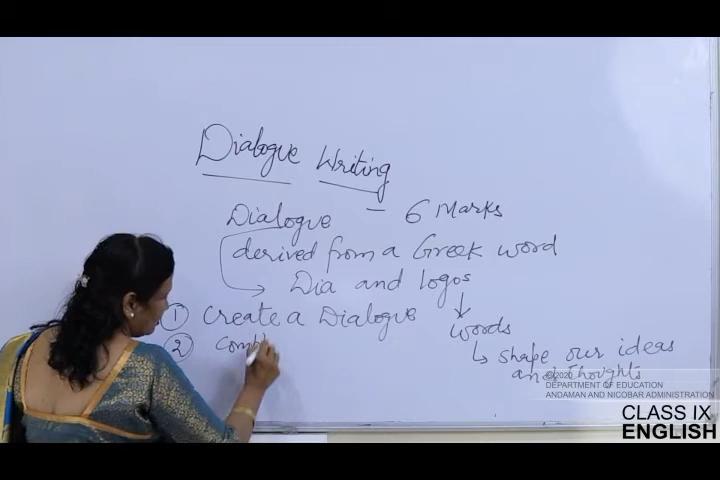 Dialogue Writing
Dialogue - 6 Marks
derived from a Greek word
Dia and logos
① Create a Dialogue
words
②
shape our ideas
and Thoughts
©2020
DEPARTMENT OF EDUCATION
ANDAMAN AND NICOBAR ADMINISTRATION
CLASS IX
ENGLISH